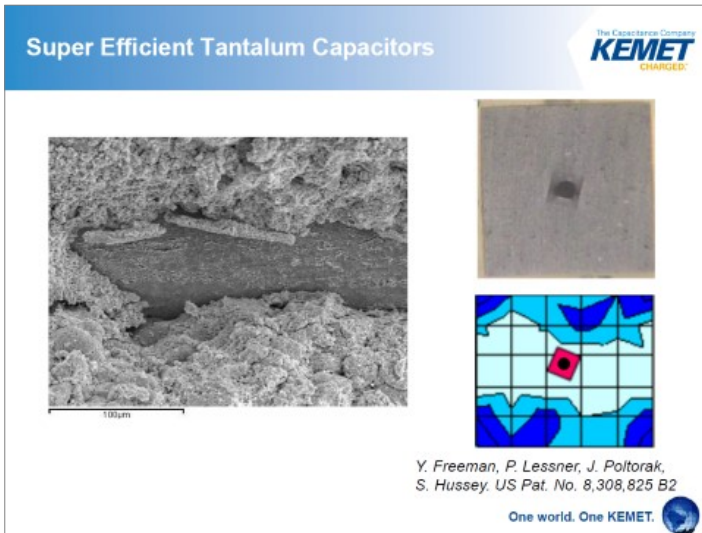 Super Efficient Tantalum Capacitors
The Capacitance Company
KEMET
CHARGED.
100µm
Y. Freeman, P. Lessner, J. Poltorak,
S. Hussey. US Pat. No. 8,308,825 B2
One world. One KEMET.